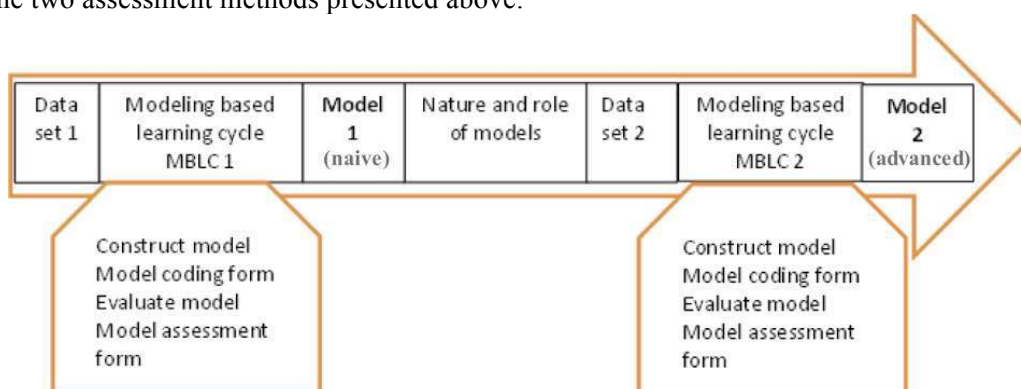 the two assessment methods presented above.
Data
set 1
Modeling based
learning cycle
MBLC 1
Model
1
(naive)
Nature and role
of models
Data
set 2
Modeling based
learning cycle
MBLC 2
Model
2
(advanced)
Construct model
Model coding form
Evaluate model
Model assessment
form
Construct model
Model coding form
Evaluate model
Model assessment
form